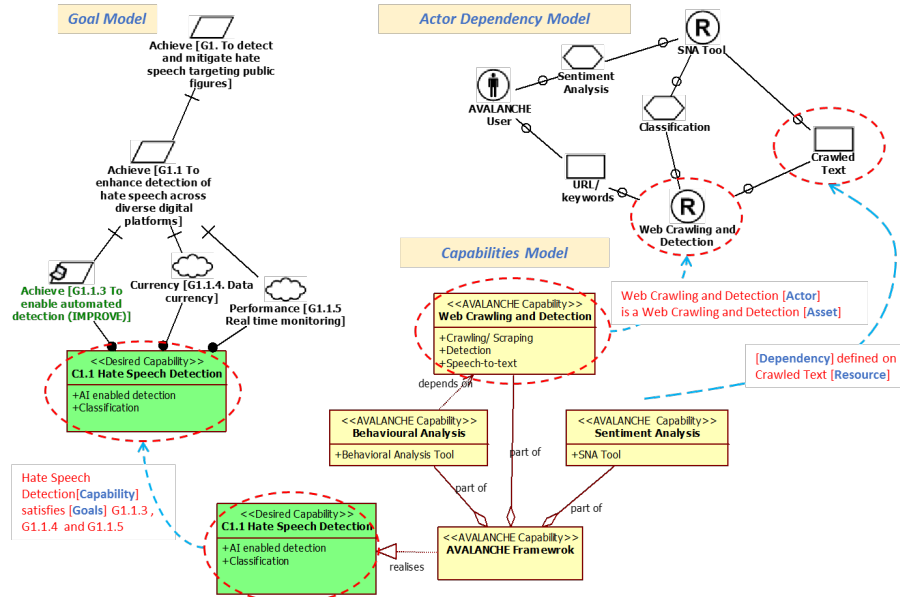 Goal Model
Achieve [G1. To detect
and mitigate hate
speech targeting public
figures]
Achieve [G1.1 To
enhance detection of
hate speech across
diverse digital
platforms]
Achieve [G1.1.3 To
enable automated
detection (IMPROVE)]
Currency [G1.1.4. Data
currency]
Performance [G1.1.5
Real time monitoring]
<<Desired Capability>>
C1.1 Hate Speech Detection
+AI enabled detection
+Classification
Hate Speech
Detection[Capability]
satisfies [Goals] G1.1.3 ,
G1.1.4 and G1.1.5
Actor Dependency Model
R
SNA Tool
Sentiment
Analysis
AVALANCHE
User
Classification
Crawled
Text
URL/
keywords
R
Web Crawling and
Detection
Capabilities Model
<<AVALANCHE Capability>>
Web Crawling and Detection
+Crawling/ Scraping
+Detection
+Speech-to-text
Web Crawling and Detection [Actor]
is a Web Crawling and Detection [Asset]
[Dependency] defined on
Crawled Text [Resource]
depends on
<<AVALANCHE Capability>>
Behavioural Analysis
+Behavioral Analysis Tool
<<AVALANCHE  Capability>>
Sentiment Analysis
+SNA Tool
part of
part of
part of
<<Desired Capability>>
C1.1 Hate Speech Detection
+AI enabled detection
+Classification
realises
<<AVALANCHE Capability>>
AVALANCHE Framewrok